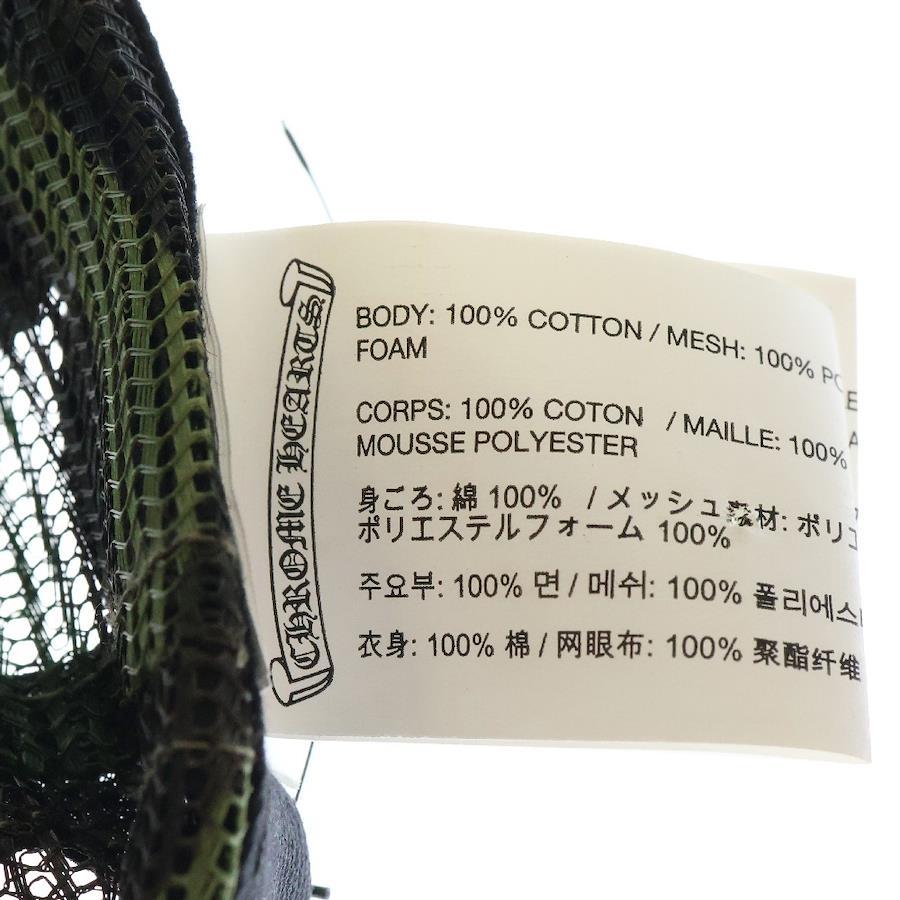 CHROME HEARTS
BODY: 100% COTTON / MESH: 100%
FOAM
CORPS: 100% COTON / MAILLE: 100%
MOUSSE POLYESTER
身ごろ: 綿 100% / メッシュ素材: ポリエ
ポリエステルフォーム 100%
주요부: 100% 면 / 메쉬: 100% 폴리에스
衣身: 100% 棉 / 网眼布: 100% 聚酯纤维